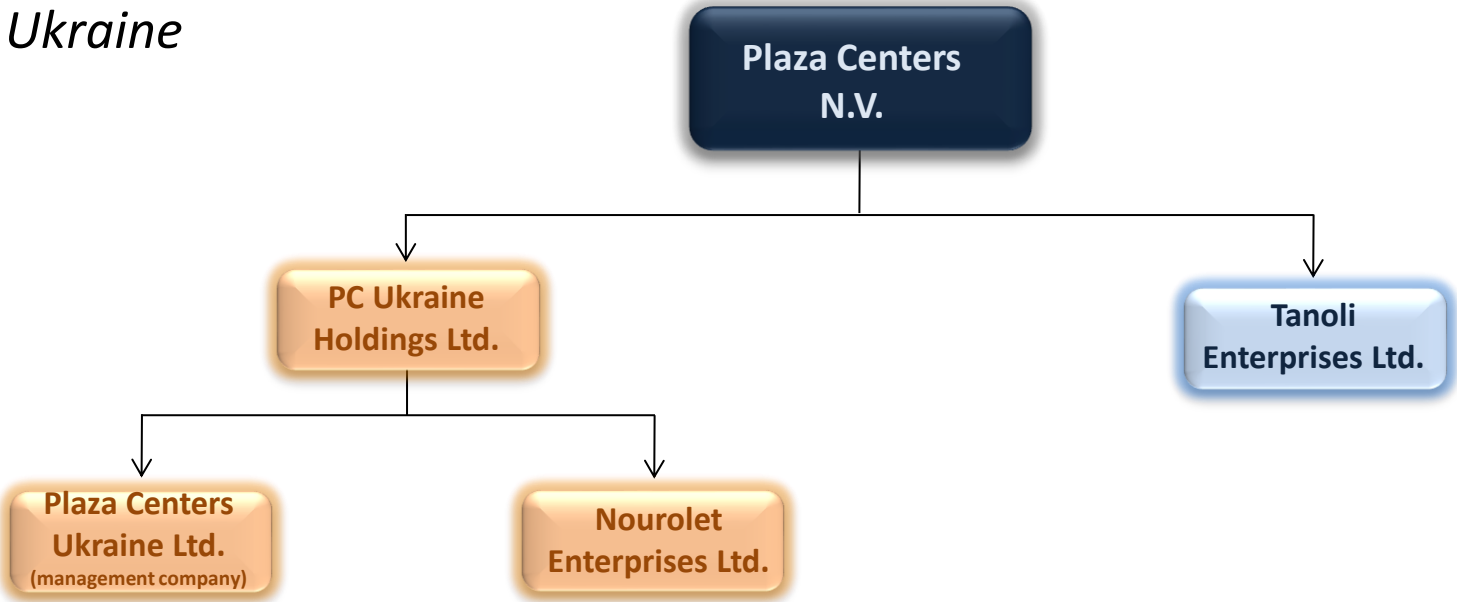 Ukraine
Plaza Centers
N.V.
PC Ukraine
Holdings Ltd.
Tanoli
Enterprises Ltd.
Plaza Centers
Ukraine Ltd.
(management company)
Nourolet
Enterprises Ltd.